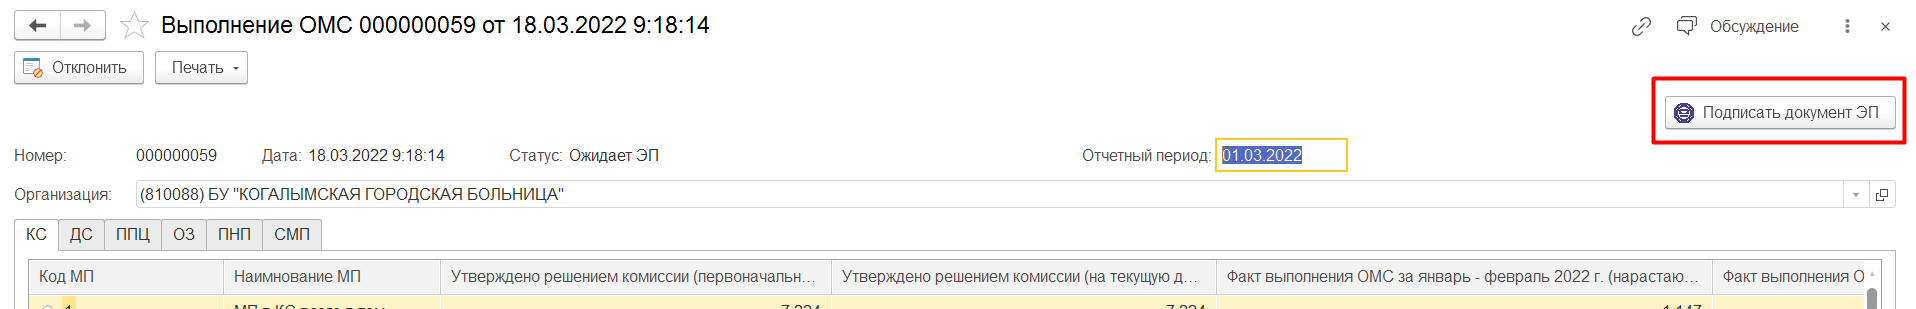 Выполнение ОМС 000000059 от 18.03.2022 9:18:14
Обсуждение
Отклонить Печать
Подписать документ ЭП
Номер: 000000059 Дата: 18.03.2022 9:18:14 Статус: Ожидает ЭП Отчетный период: 01.03.2022
Организация: (810088) БУ "КОГАЛЫМСКАЯ ГОРОДСКАЯ БОЛЬНИЦА"
КС ДС ППЦ ОЗ ПНП СМП
Код МП Наимнование МП Утверждено решением комиссии (первоначальн... Утверждено решением комиссии (на текущую д... Факт выполнения ОМС за январь - февраль 2022 г. (нарастаю... Факт выполнения О